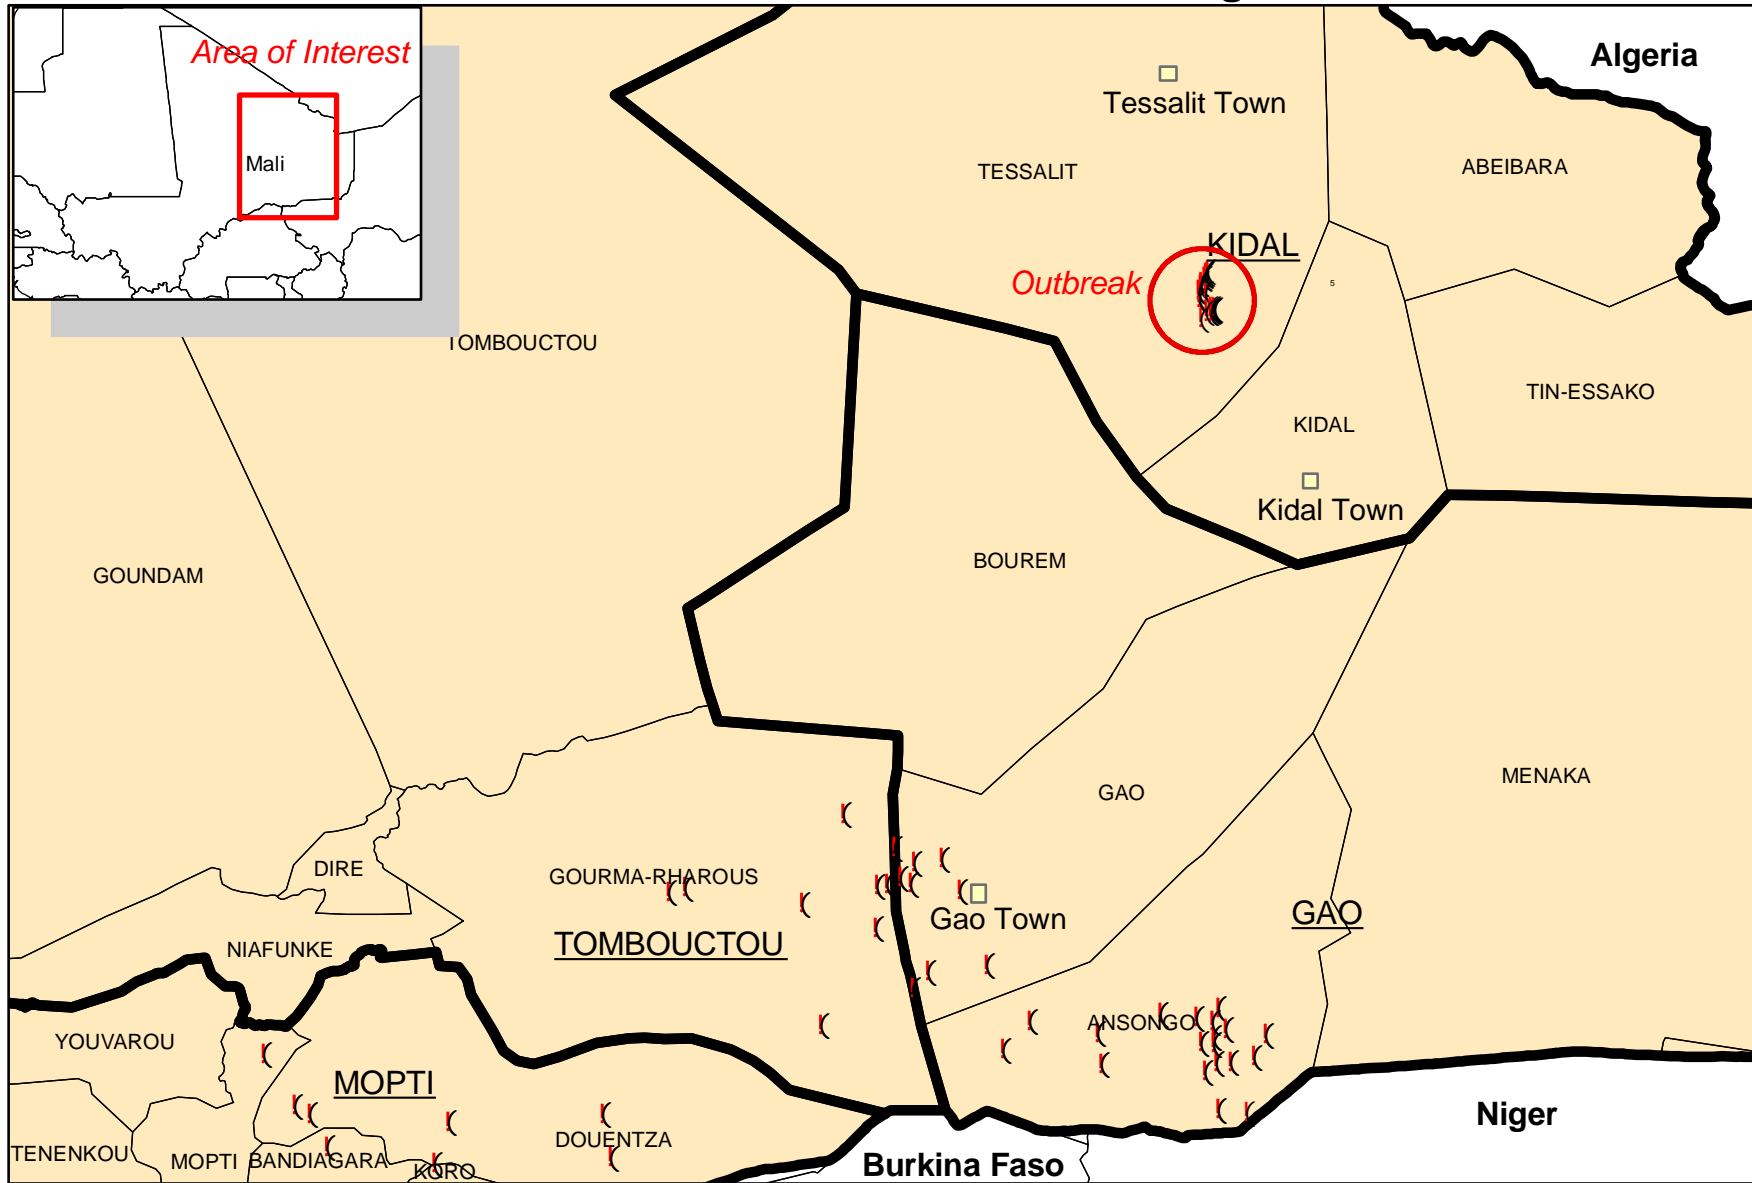 Area of Interest
Mali
Algeria
Tessalit Town
TESSALIT
ABEIBARA
KIDAL
Outbreak
5
TOMBOUCTOU
TIN-ESSAKO
KIDAL
Kidal Town
BOUREM
GOUNDAM
MENAKA
GAO
DIRE
GOURMA-RHAROUS
Gao Town
GAO
TOMBOUCTOU
NIAFUNKE
ANSONGO
YOUVAROU
MOPTI
Niger
DOUENTZA
TENENKOU
MOPTI
BANDIAGARA
KORO
Burkina Faso